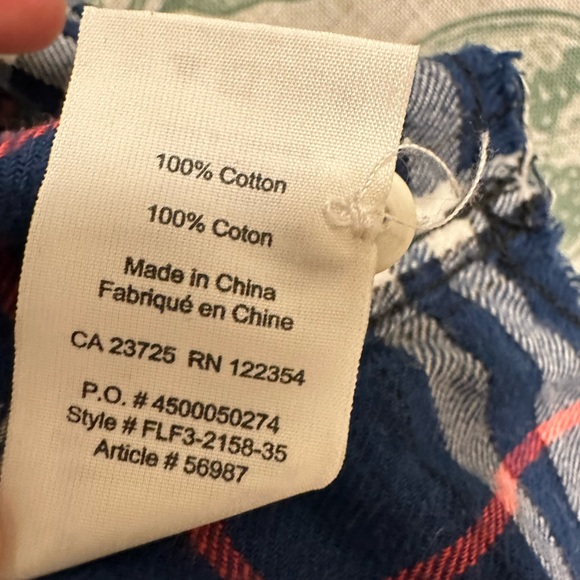 100% Cotton
100% Coton
Made in China
Fabriqué en Chine
CA 23725 RN 122354
P.O. # 4500050274
Style # FLF3-2158-35
Article # 56987